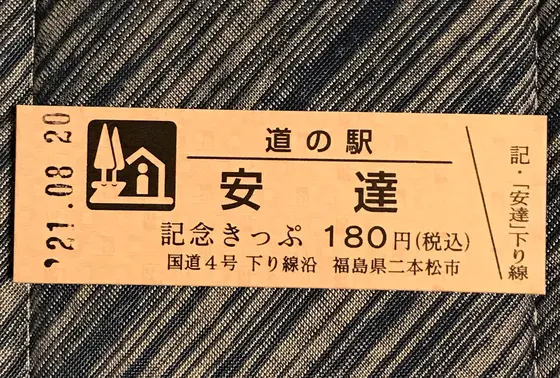 21.08 20
道の駅
安達
記念きっぷ 180円(税込)
国道4号 下り線沿 福島県二本松市
記・「安達」下り線